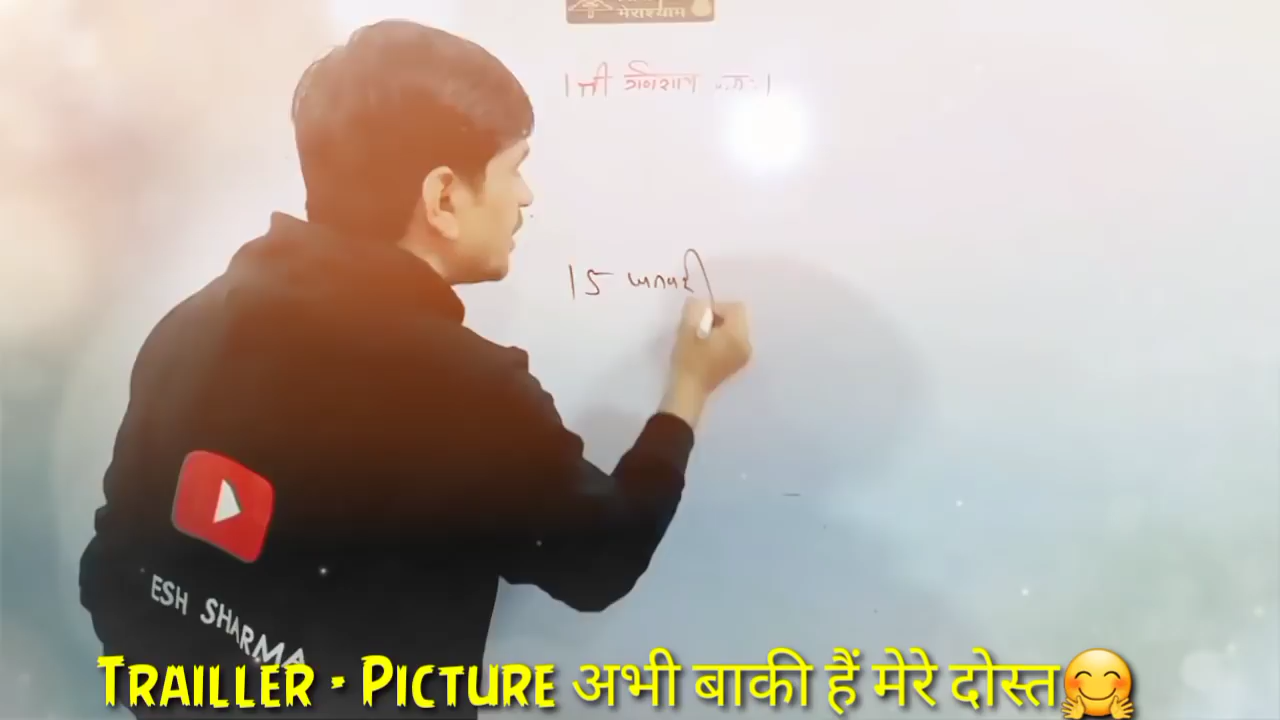 मेराश्याम
15 जनवरी
ESH SHARMA
TRAILLER - PICTURE अभी बाकी हैं मेरे दोस्त🤗